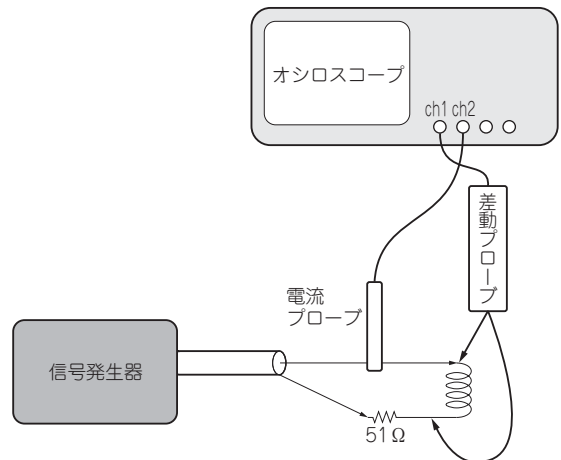 オシロスコープ
ch1 ch2
差動プローブ
電流
プローブ
信号発生器
51Ω